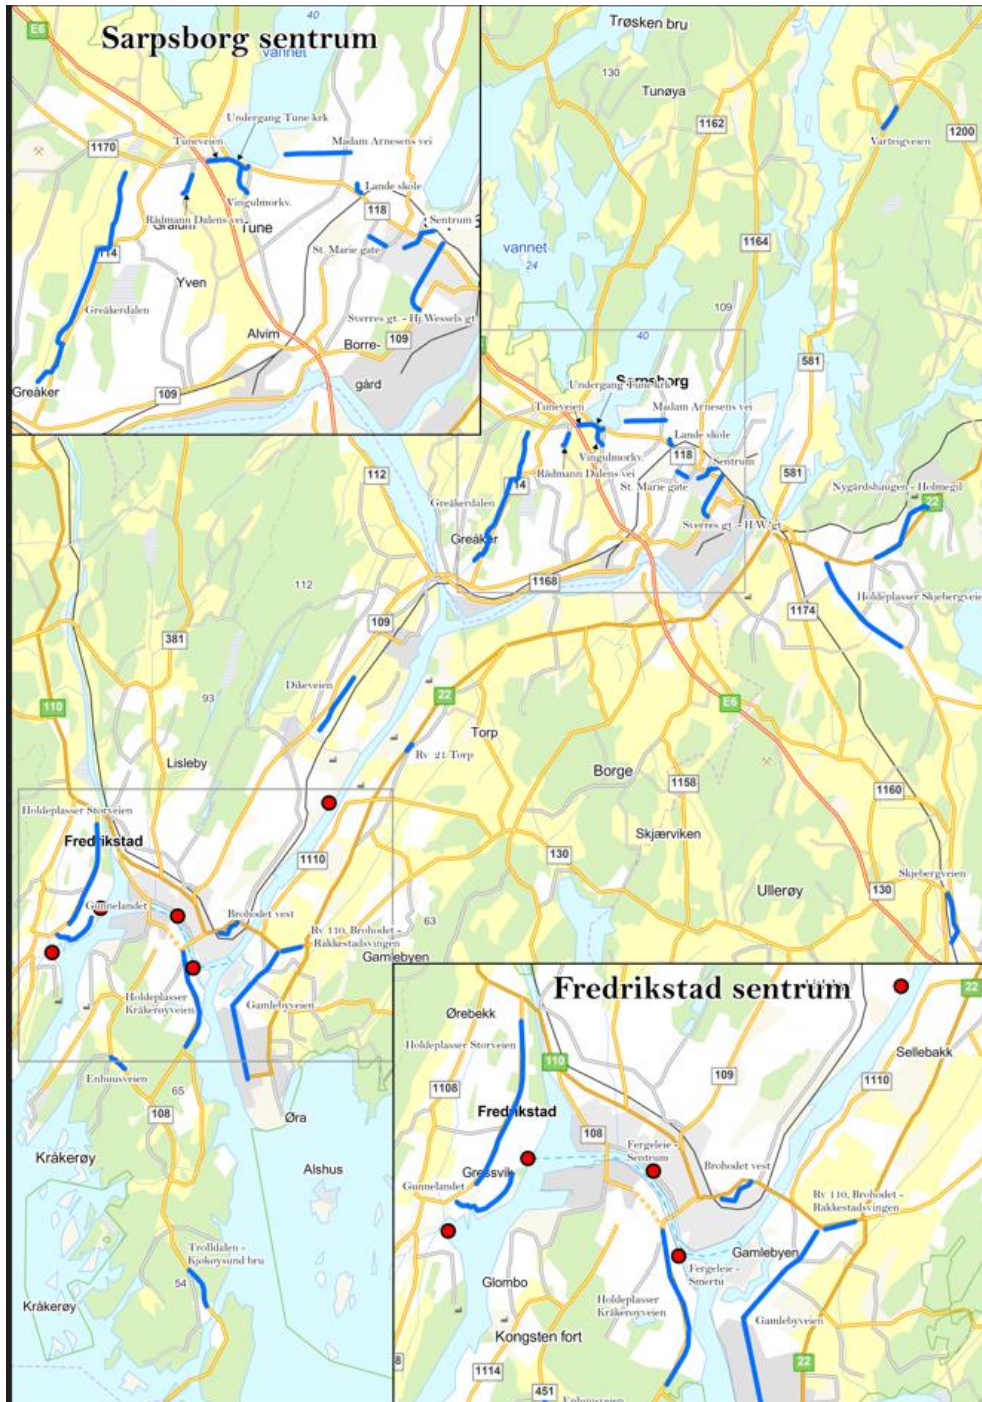 Sarpsborg sentrum
E6
40
vannet
Undergang Tune krk
Tuneveien
Madam Arnesens vei
1170
Lande skole
Vingulmorkv.
118
Sentrum
Rådmann Dalens vei
Grålum
Tune
St. Marie gate
114
Yven
Greåkerdalen
Sverres gt. - Hj.Wessels gt
Alvim
Borre-
109
gård
Greåker
109
Trøsken bru
130
Tunøya
1162
1200
Varteigveien
1164
vannet
24
109
40
581
Sarpsborg
Undergang Tune krk
Tuneveien
Madam Arnesens vei
Lande skole
112
Vingulmorkv.
118
Sentrum
581
Rådmann Dalens vei
Nygårdshaugen - Holmegil
14
St. Marie gate
22
Greåkerdalen
Sverres gt. - H.W. gt
Greåker
112
1168
Holdeplasser Skjebergveien
109
1174
381
Dikeveien
93
22
E6
110
Torp
Lisleby
Rv 21 Torp
Borge
1158
1160
Holdeplasser Storveien
Skjærviken
Fredrikstad
1110
130
Skjebergveien
Ullerøy
130
Gunnelandet
Brohodet vest
63
Rv 110, Brohodet -
Rakkestadsvingen
Gamlebyen
Holdeplasser
Kråkerøyveien
Gamlebyveien
Enhuusveien
65
108
Øra
Kråkerøy
Alshus
Trolldalen -
Kjøkøysund bru
54
Kråkerøy
Fredrikstad sentrum
22
Ørebekk
Holdeplasser Storveien
Sellebakk
110
109
1110
1108
Fredrikstad
108
Fergeleie -
Sentrum
Gressvik
Brohodet vest
Gunnelandet
Rv 110, Brohodet -
Rakkestadsvingen
Gamlebyen
Glombo
Fergeleie -
Smertu
Holdeplasser
Kråkerøyveien
Gamlebyveien
Kongsten fort
8
1114
22
451
Enhuusveien